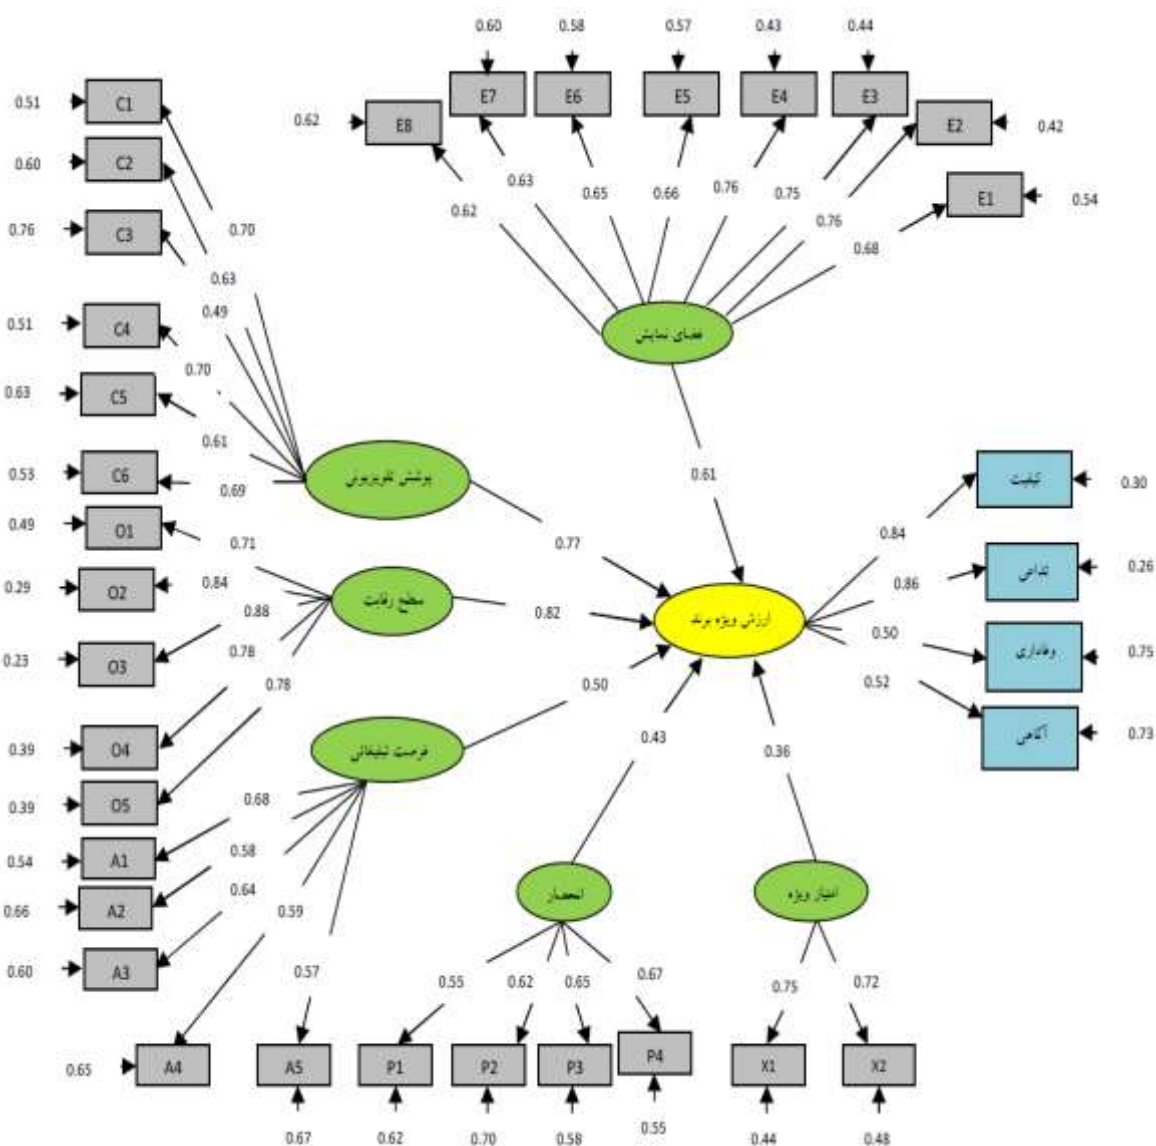 0.60 0.58 0.57 0.43 0.44
0.62 E8 E7 E6 E5 E4 E3 E2 0.42
E1 0.54
0.62 0.63 0.65 0.66 0.76 0.75 0.76 0.68
فضای نمایش
0.61
0.51 C1 0.70
0.60 C2 0.63
0.76 C3 0.49
0.51 C4 0.70
0.63 C5 0.61
0.53 C6 0.69
پوشش تلویزیونی
0.77
0.49 O1 0.71
0.29 O2 0.84
0.23 O3 0.88
0.39 O4 0.78
0.39 O5 0.78
سطح رقابت
0.82
ارزش ویژه برند
0.84 کیفیت 0.30
0.86 تداعی 0.26
0.50 وفاداری 0.75
0.52 آگاهی 0.73
فرصت تبلیغاتی
0.50
0.54 A1 0.68
0.66 A2 0.58
0.60 A3 0.64
0.65 A4 0.59
A5 0.57
0.67
انحصار
0.43
0.55 0.62 0.65 0.67
P1 P2 P3 P4
0.62 0.70 0.58 0.55
امتیاز ویژه
0.36
0.75 0.72
X1 X2
0.44 0.48